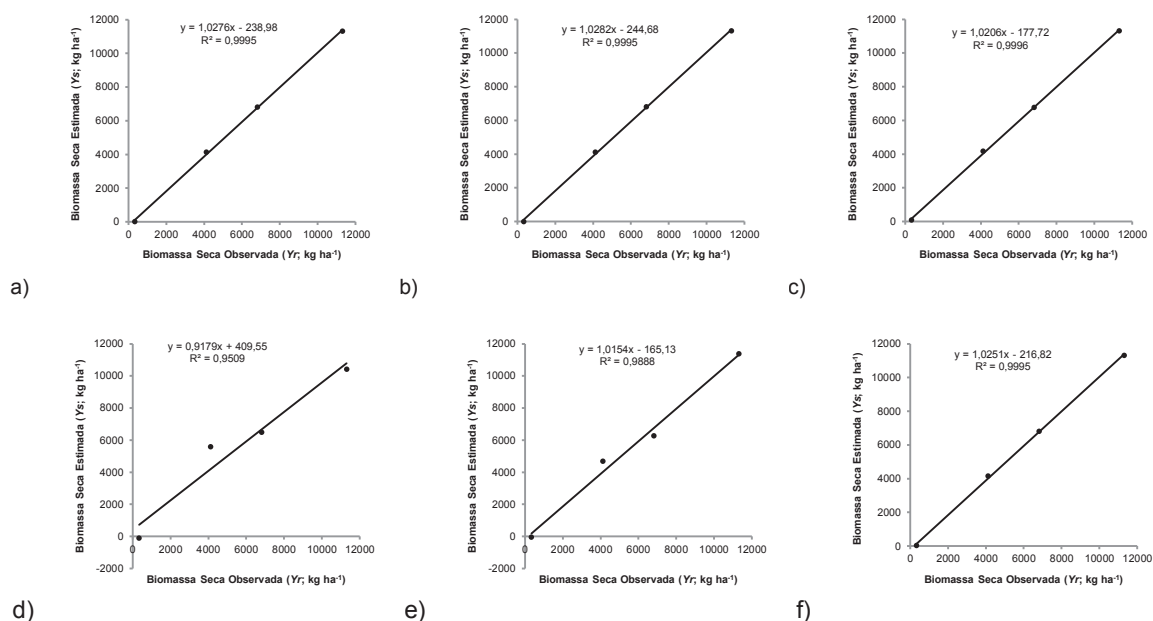 y = 1,0276x - 238,98
R² = 0,9995
12000
10000
8000
6000
4000
2000
0
0 2000 4000 6000 8000 10000 12000
Biomassa Seca Estimada (Ys; kg ha⁻¹)
Biomassa Seca Observada (Yr; kg ha⁻¹)
a)
y = 1,0282x - 244,68
R² = 0,9995
12000
10000
8000
6000
4000
2000
0
0 2000 4000 6000 8000 10000 12000
Biomassa Seca Estimada (Ys; kg ha⁻¹)
Biomassa Seca Observada (Yr; kg ha⁻¹)
b)
y = 1,0206x - 177,72
R² = 0,9996
12000
10000
8000
6000
4000
2000
0
0 2000 4000 6000 8000 10000 12000
Biomassa Seca Estimada (Ys; kg ha⁻¹)
Biomassa Seca Observada (Yr; kg ha⁻¹)
c)
y = 0,9179x + 409,55
R² = 0,9509
12000
10000
8000
6000
4000
2000
0
-2000
0 2000 4000 6000 8000 10000 12000
Biomassa Seca Estimada (Ys; kg ha⁻¹)
Biomassa Seca Observada (Yr; kg ha⁻¹)
d)
y = 1,0154x - 165,13
R² = 0,9888
12000
10000
8000
6000
4000
2000
0
-2000
0 2000 4000 6000 8000 10000 12000
Biomassa Seca Estimada (Ys; kg ha⁻¹)
Biomassa Seca Observada (Yr; kg ha⁻¹)
e)
y = 1,0251x - 216,82
R² = 0,9995
12000
10000
8000
6000
4000
2000
0
0 2000 4000 6000 8000 10000 12000
Biomassa Seca Estimada (Ys; kg ha⁻¹)
Biomassa Seca Observada (Yr; kg ha⁻¹)
f)